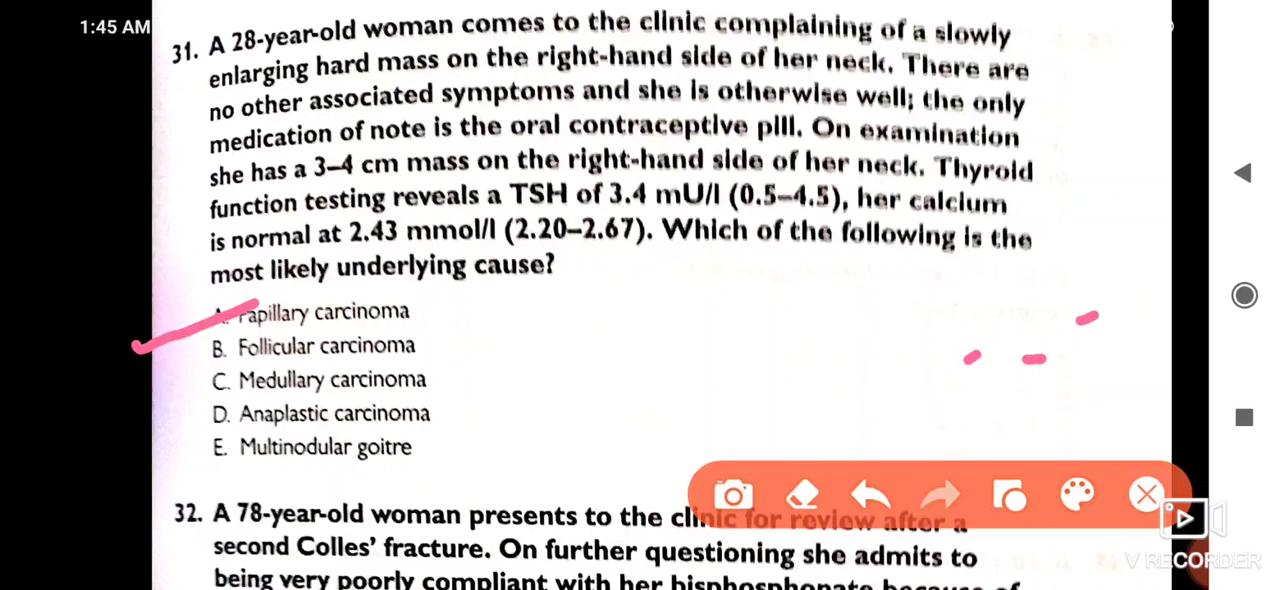 1:45 AM
31. A 28-year-old woman comes to the clinic complaining of a slowly
enlarging hard mass on the right-hand side of her neck. There are
no other associated symptoms and she is otherwise well; the only
medication of note is the oral contraceptive pill. On examination
she has a 3–4 cm mass on the right-hand side of her neck. Thyroid
function testing reveals a TSH of 3.4 mU/l (0.5–4.5), her calcium
is normal at 2.43 mmol/l (2.20–2.67). Which of the following is the
most likely underlying cause?
A. Papillary carcinoma
B. Follicular carcinoma
C. Medullary carcinoma
D. Anaplastic carcinoma
E. Multinodular goitre
32. A 78-year-old woman presents to the clinic for review after a
second Colles’ fracture. On further questioning she admits to
being very poorly compliant with her bisphosphonate because of
V RECORDER